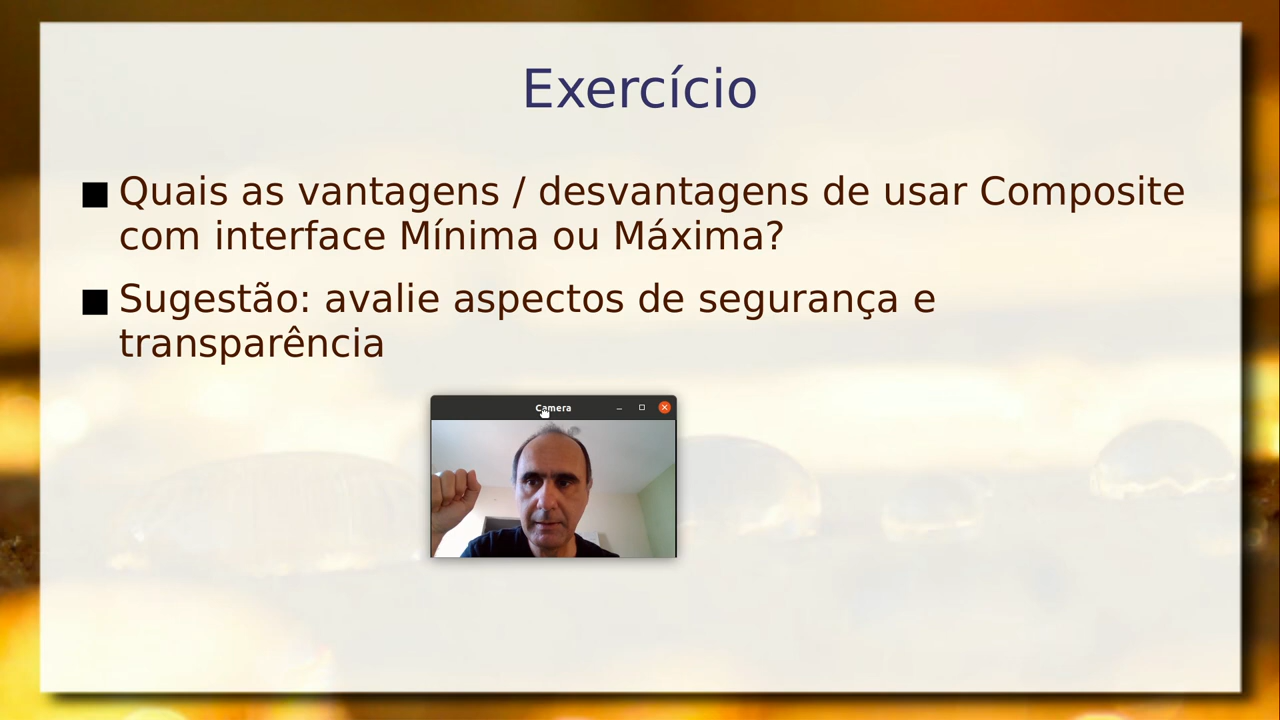 Exercício
Quais as vantagens / desvantagens de usar Composite
com interface Mínima ou Máxima?
Sugestão: avalie aspectos de segurança e
transparência
Camera